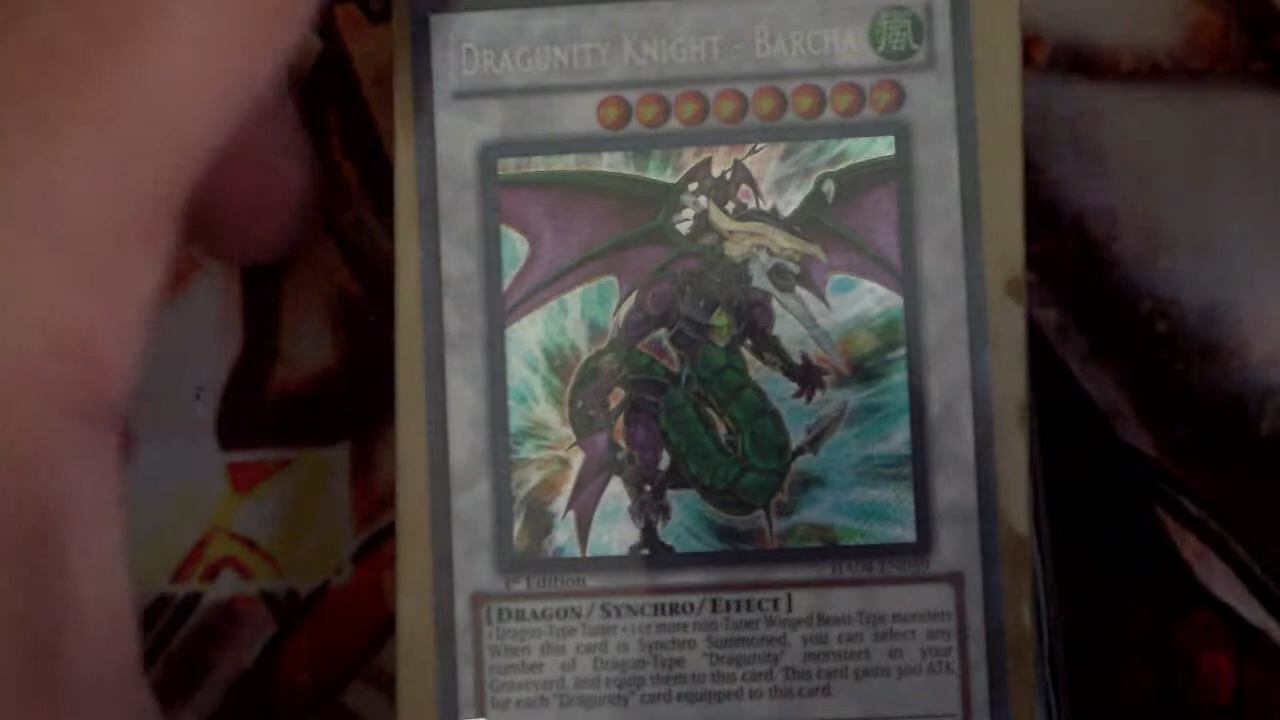 DRAGUNITY KNIGHT - BARCHA
風
1st Edition
HA04-EN059
[DRAGON/SYNCHRO/EFFECT]
1 Dragon-Type Tuner + 1 or more non-Tuner Winged Beast-Type monsters
When this card is Synchro Summoned, you can select any
number of Dragon-Type "Dragunity" monsters in your
Graveyard, and equip them to this card. This card gains 300 ATK
for each "Dragunity" card equipped to this card.